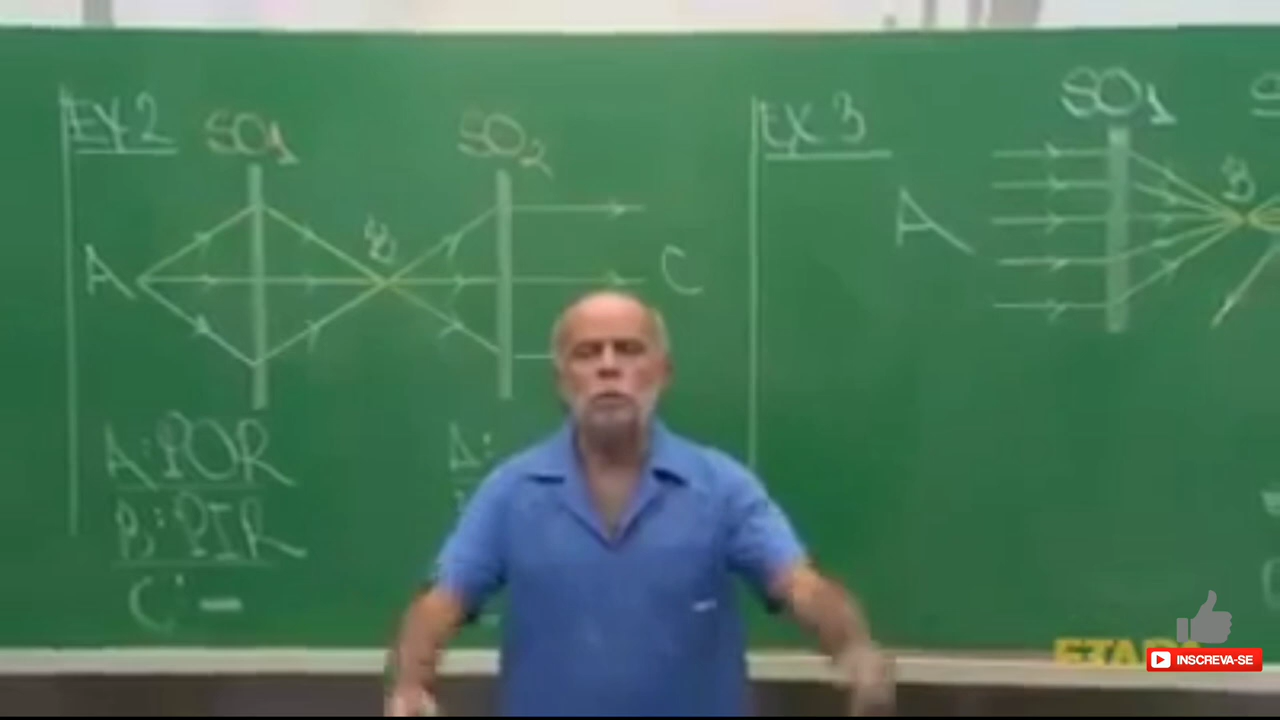 EX 2
SO1
SO2
A
B
C
A: POR
B: PIR
C: -
A:
EX 3
SO1
A
B
INSCREVA-SE